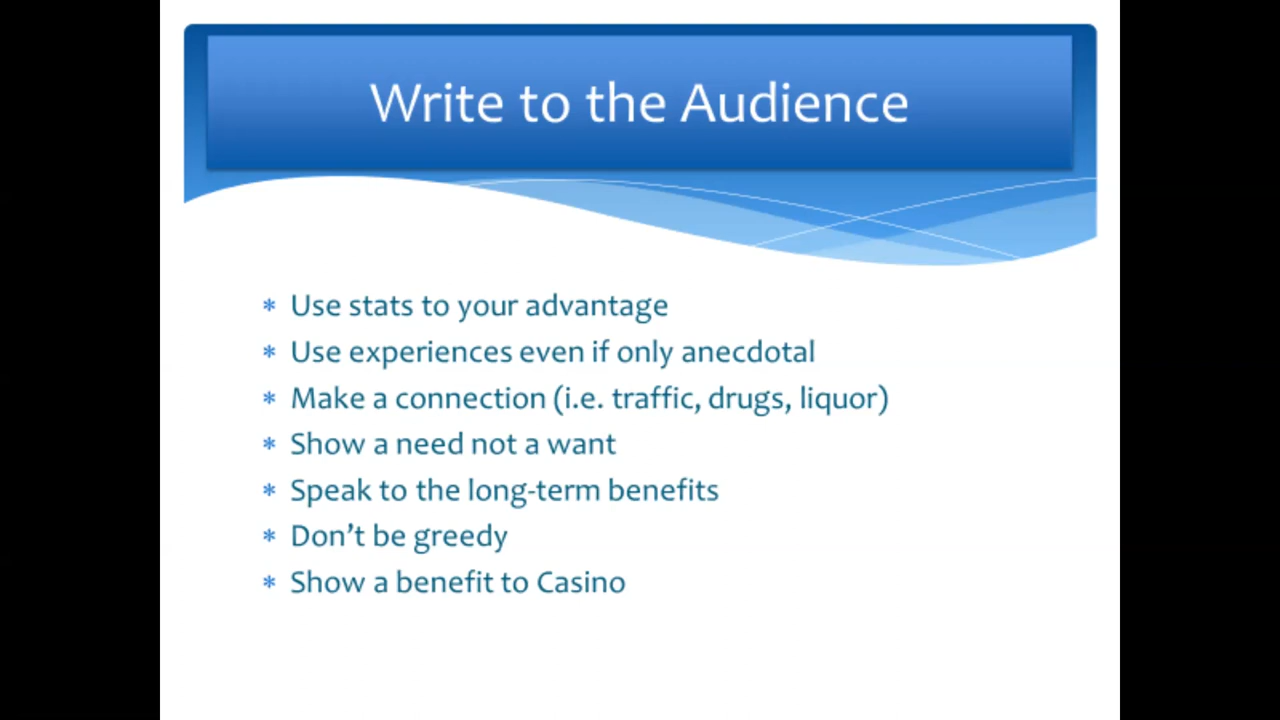 Write to the Audience
* Use stats to your advantage
* Use experiences even if only anecdotal
* Make a connection (i.e. traffic, drugs, liquor)
* Show a need not a want
* Speak to the long-term benefits
* Don’t be greedy
* Show a benefit to Casino